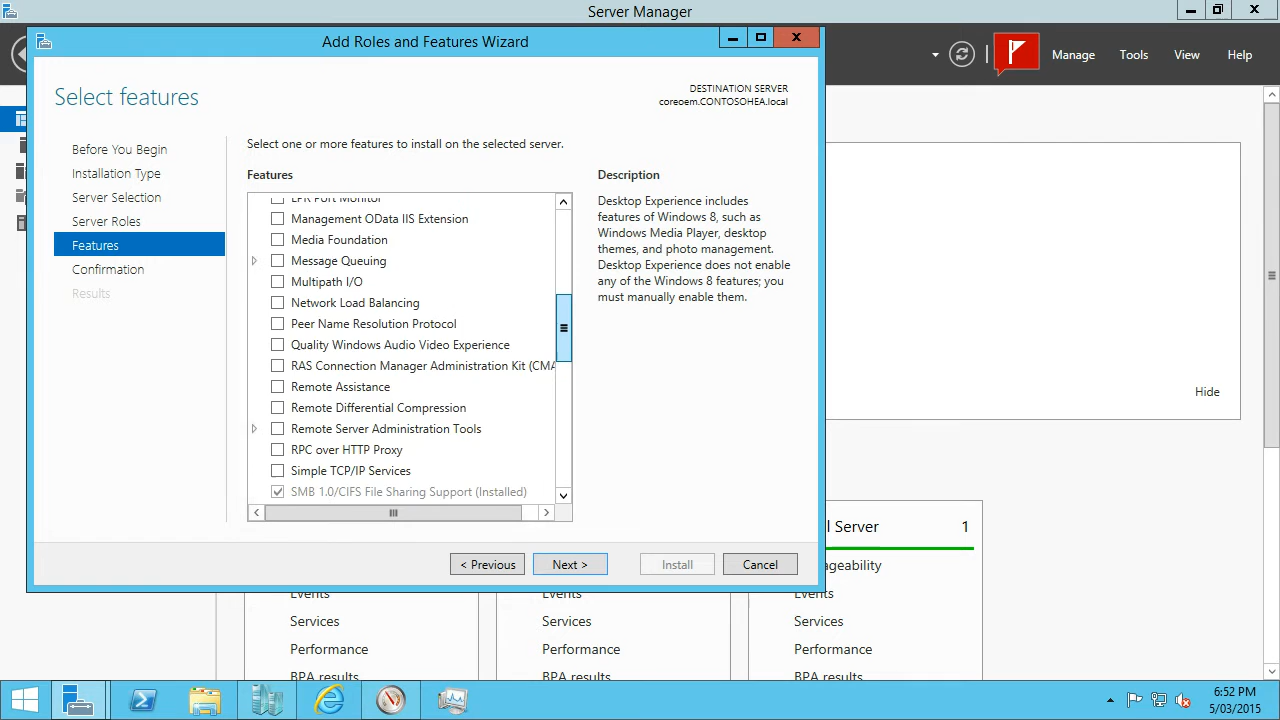 Server Manager
Add Roles and Features Wizard
Manage
Tools
View
Help
Select features
DESTINATION SERVER
coreoem.CONTOSOHEA.local
Before You Begin
Installation Type
Server Selection
Server Roles
Features
Confirmation
Results
Select one or more features to install on the selected server.
Features
LPR Port Monitor
Management OData IIS Extension
Media Foundation
Message Queuing
Multipath I/O
Network Load Balancing
Peer Name Resolution Protocol
Quality Windows Audio Video Experience
RAS Connection Manager Administration Kit (CMA
Remote Assistance
Remote Differential Compression
Remote Server Administration Tools
RPC over HTTP Proxy
Simple TCP/IP Services
SMB 1.0/CIFS File Sharing Support (Installed)
Description
Desktop Experience includes
features of Windows 8, such as
Windows Media Player, desktop
themes, and photo management.
Desktop Experience does not enable
any of the Windows 8 features; you
must manually enable them.
Hide
< Previous
Next >
Install
Cancel
l Server 1
ageability
Events
Services
Performance
BPA results
Events
Services
Performance
BPA results
Events
Services
Performance
BPA results
6:52 PM
5/03/2015